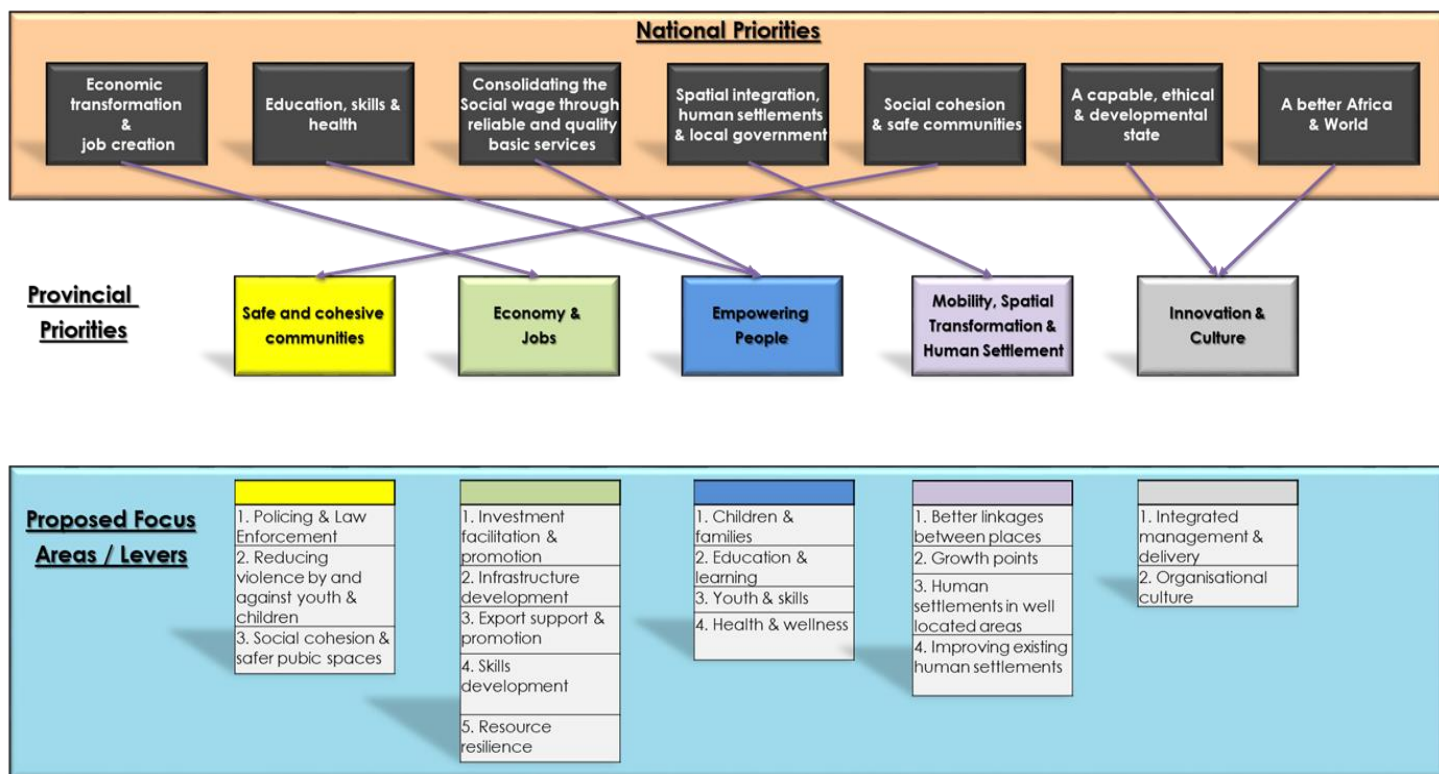 National Priorities
Economic
transformation
&
job creation
Education, skills &
health
Consolidating the
Social wage through
reliable and quality
basic services
Spatial integration,
human settlements
& local government
Social cohesion
& safe communities
A capable, ethical
& developmental
state
A better Africa
& World
Provincial
Priorities
Safe and cohesive
communities
Economy &
Jobs
Empowering
People
Mobility, Spatial
Transformation &
Human Settlement
Innovation &
Culture
Proposed Focus
Areas / Levers
1. Policing & Law
Enforcement
2. Reducing
violence by and
against youth &
children
3. Social cohesion &
safer pubic spaces
1. Investment
facilitation &
promotion
2. Infrastructure
development
3. Export support &
promotion
4. Skills
development
5. Resource
resilience
1. Children &
families
2. Education &
learning
3. Youth & skills
4. Health & wellness
1. Better linkages
between places
2. Growth points
3. Human
settlements in well
located areas
4. Improving existing
human settlements
1. Integrated
management &
delivery
2. Organisational
culture